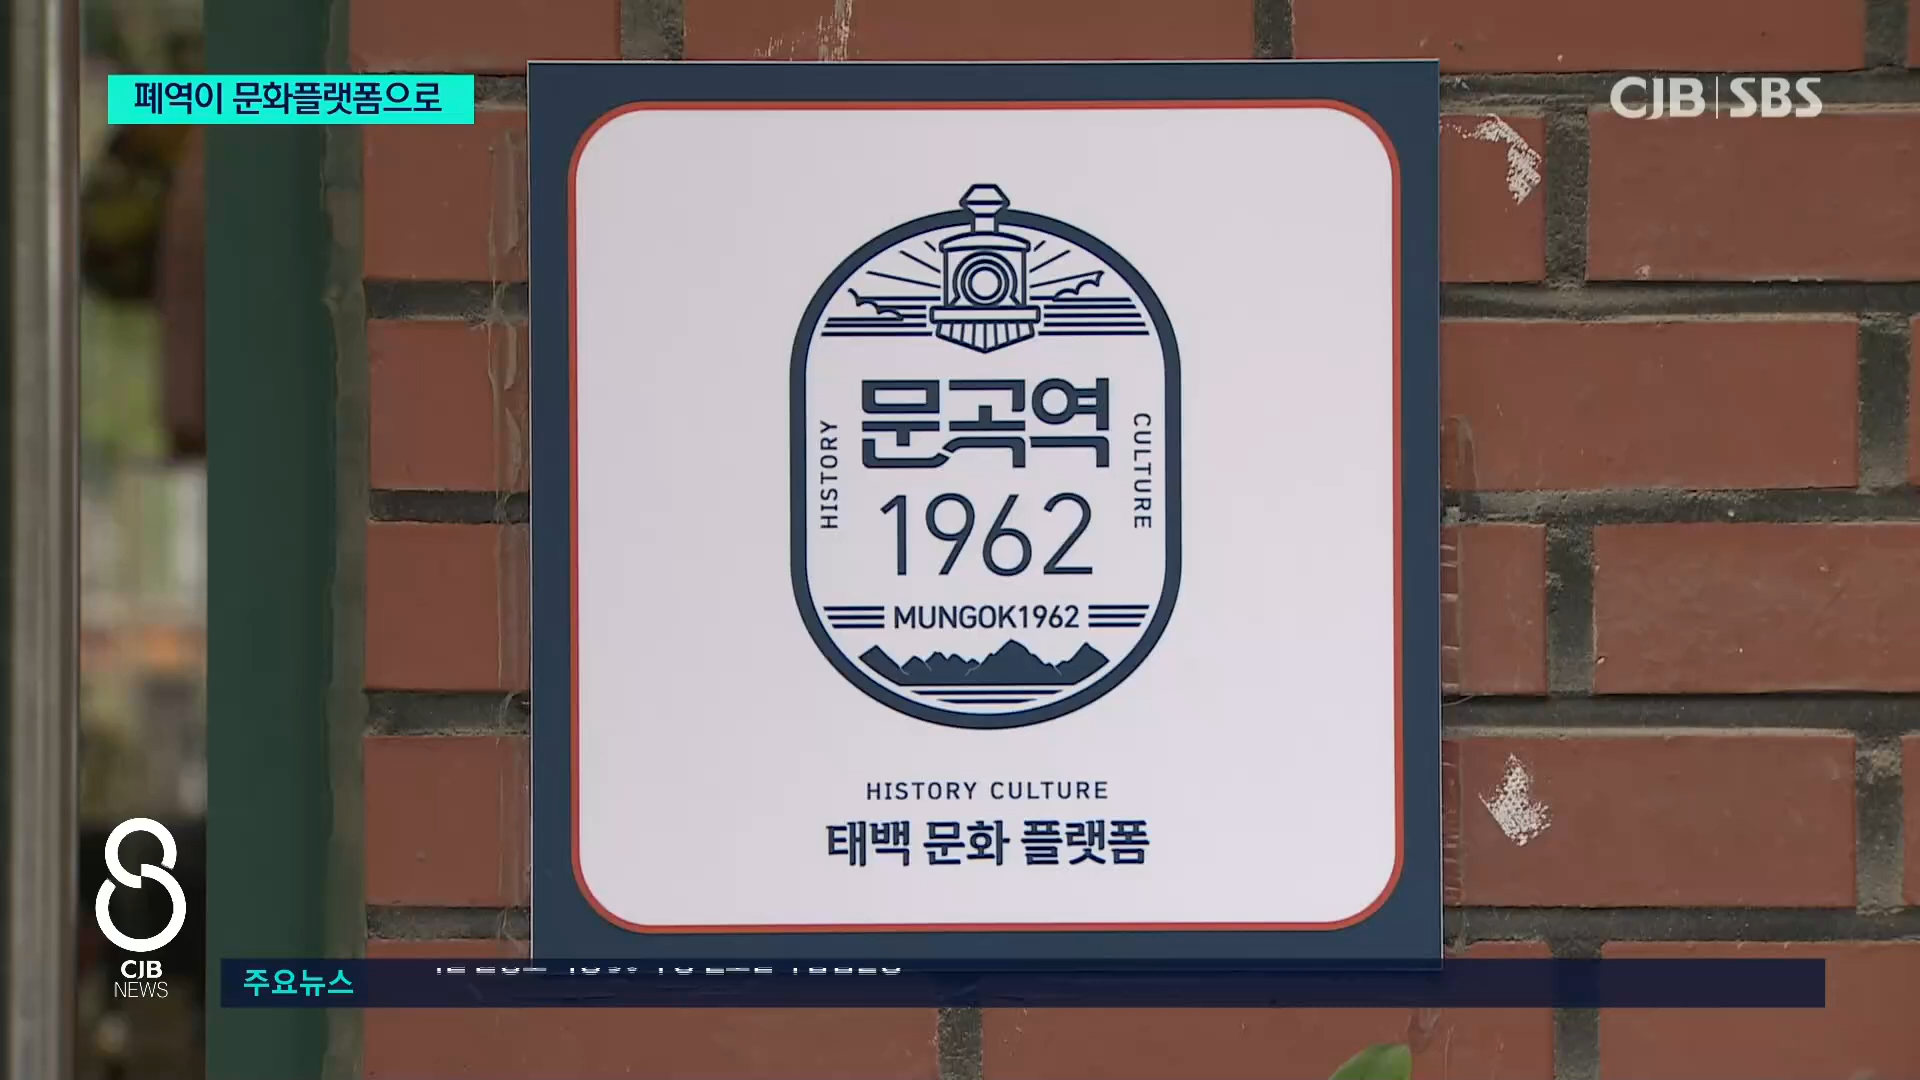 폐역이 문화플랫폼으로
CJB SBS
문곡역
1962
HISTORY
CULTURE
MUNGOK1962
HISTORY CULTURE
태백 문화 플랫폼
8
CJB
NEWS
주요뉴스